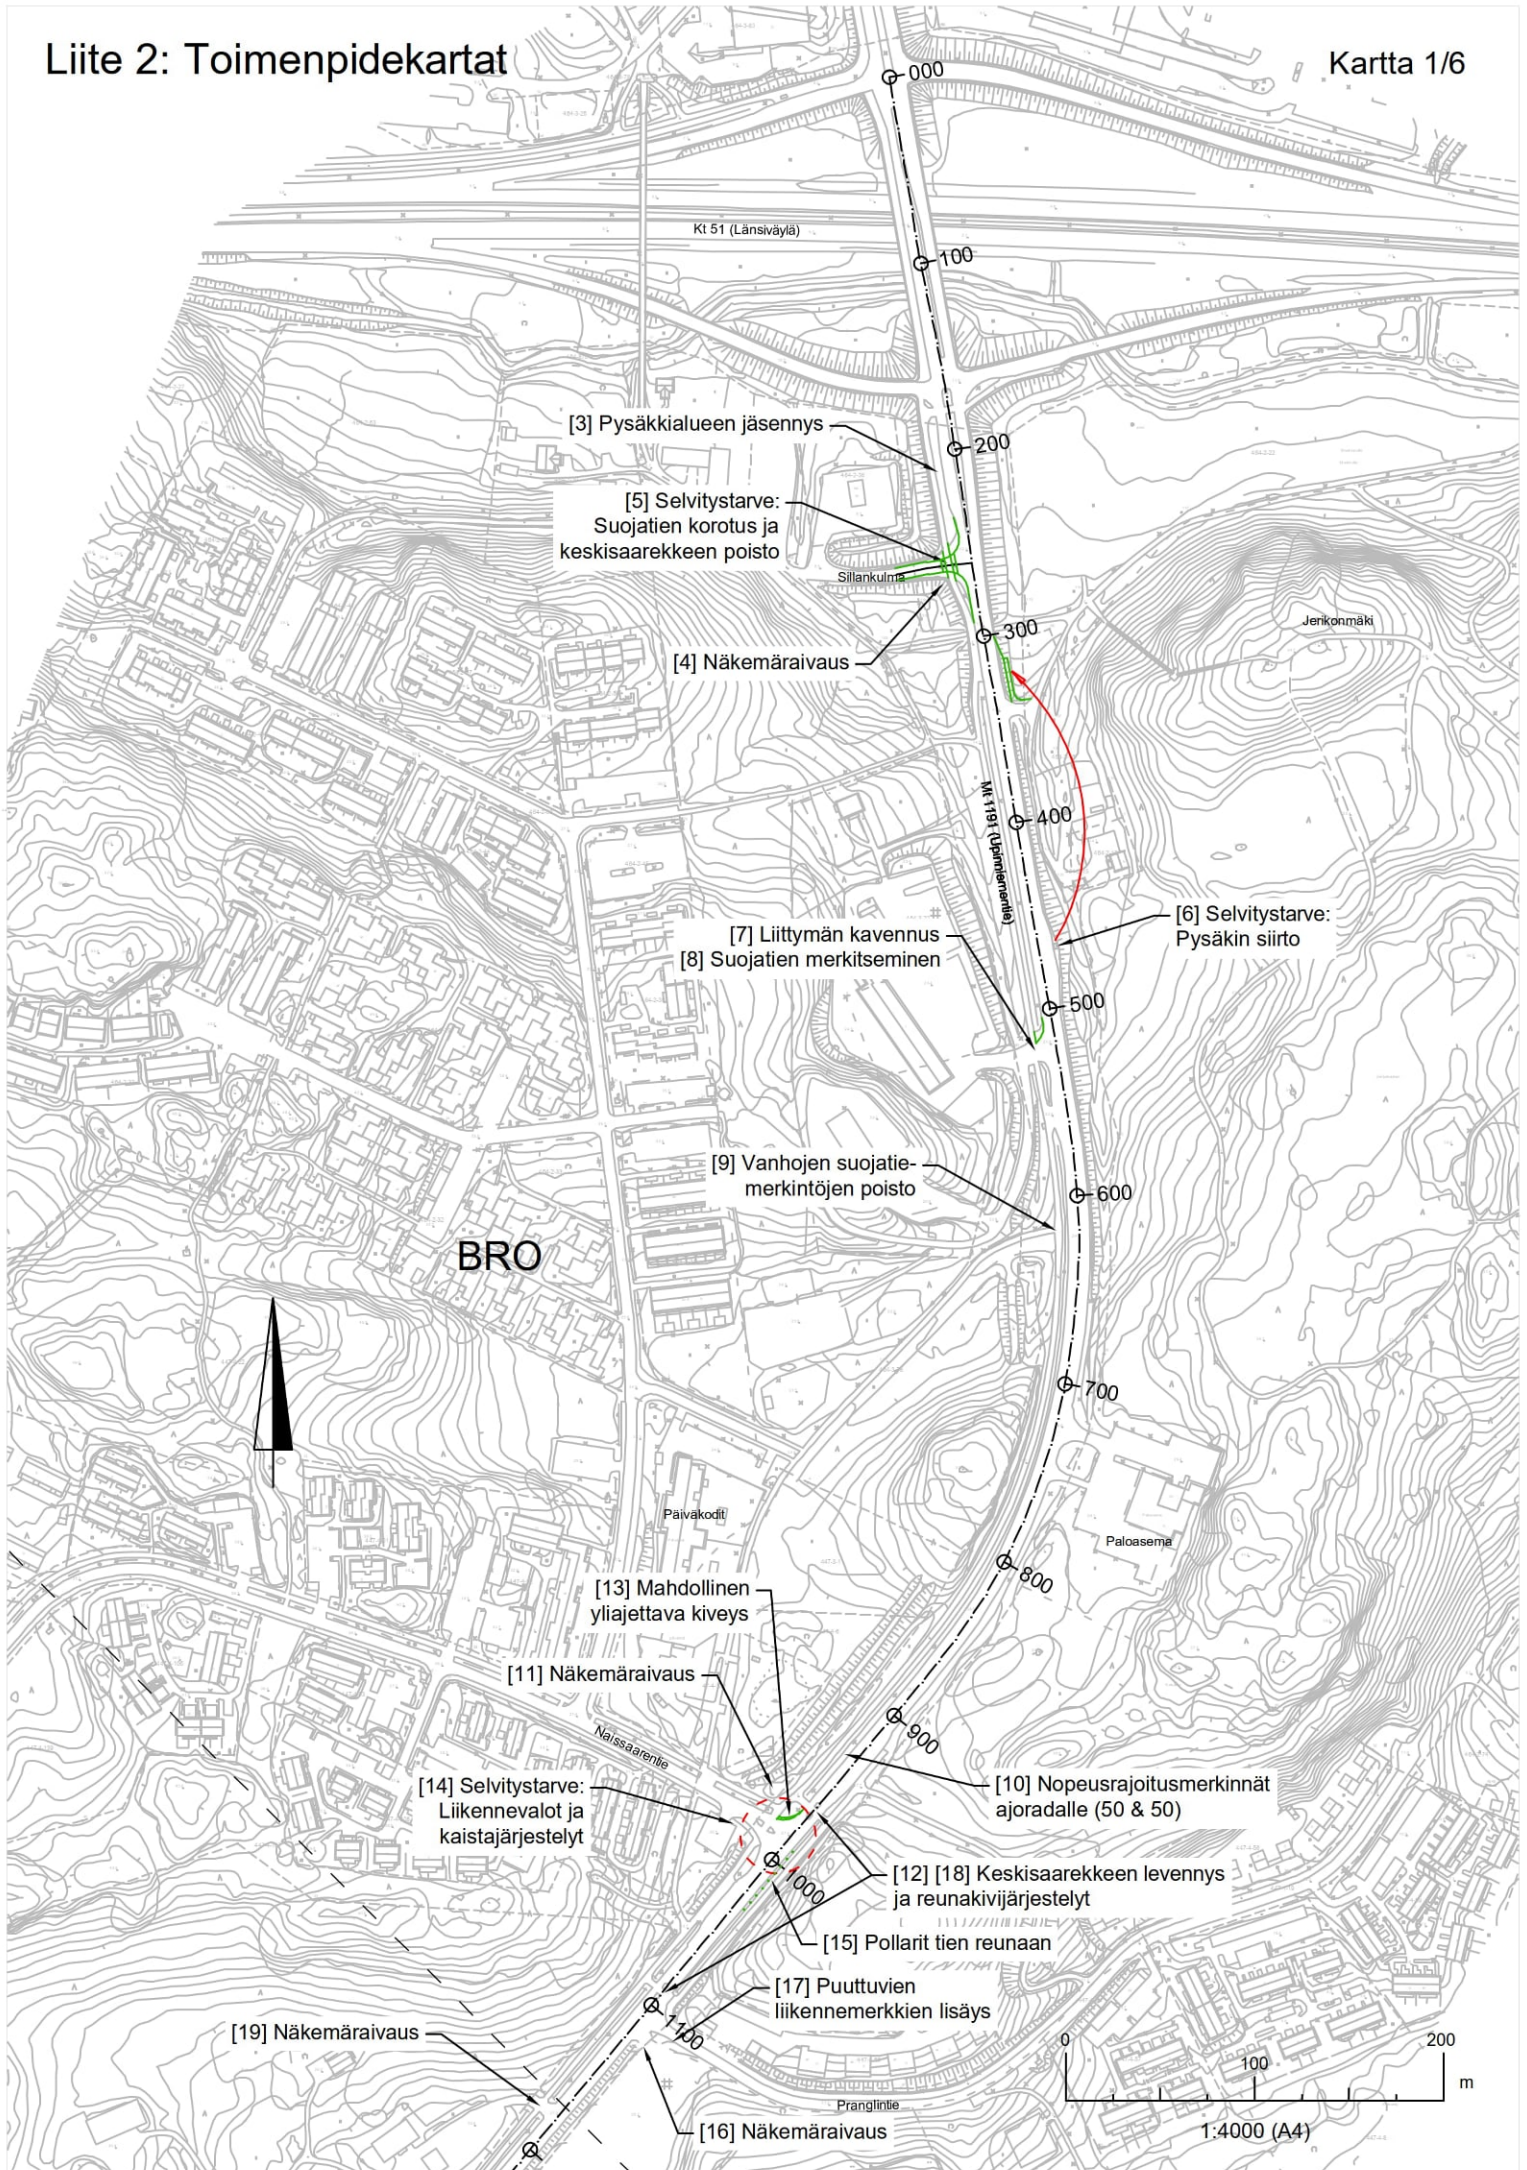 Liite 2: Toimenpidekartat
Kartta 1/6
000
Kt 51 (Länsiväylä)
100
[3] Pysäkkialueen jäsennys
200
[5] Selvitystarve:
Suojatien korotus ja
keskisaarekkeen poisto
Sillankulma
300
Jerikonmäki
[4] Näkemäraivaus
Mt 1191 (Upinniementie)
400
[6] Selvitystarve:
Pysäkin siirto
[7] Liittymän kavennus
[8] Suojatien merkitseminen
500
[9] Vanhojen suojatie-
merkintöjen poisto
600
BRO
700
Päiväkodit
Paloasema
800
[13] Mahdollinen
yliajettava kiveys
[11] Näkemäraivaus
900
Naissaarentie
[14] Selvitystarve:
Liikennevalot ja
kaistajärjestelyt
[10] Nopeusrajoitusmerkinnät
ajoradalle (50 & 50)
1000
[12] [18] Keskisaarekkeen levennys
ja reunakivijärjestelyt
[15] Pollarit tien reunaan
[17] Puuttuvien
liikennemerkkien lisäys
1100
[19] Näkemäraivaus
0
200
100
m
Pranglintie
[16] Näkemäraivaus
1:4000 (A4)